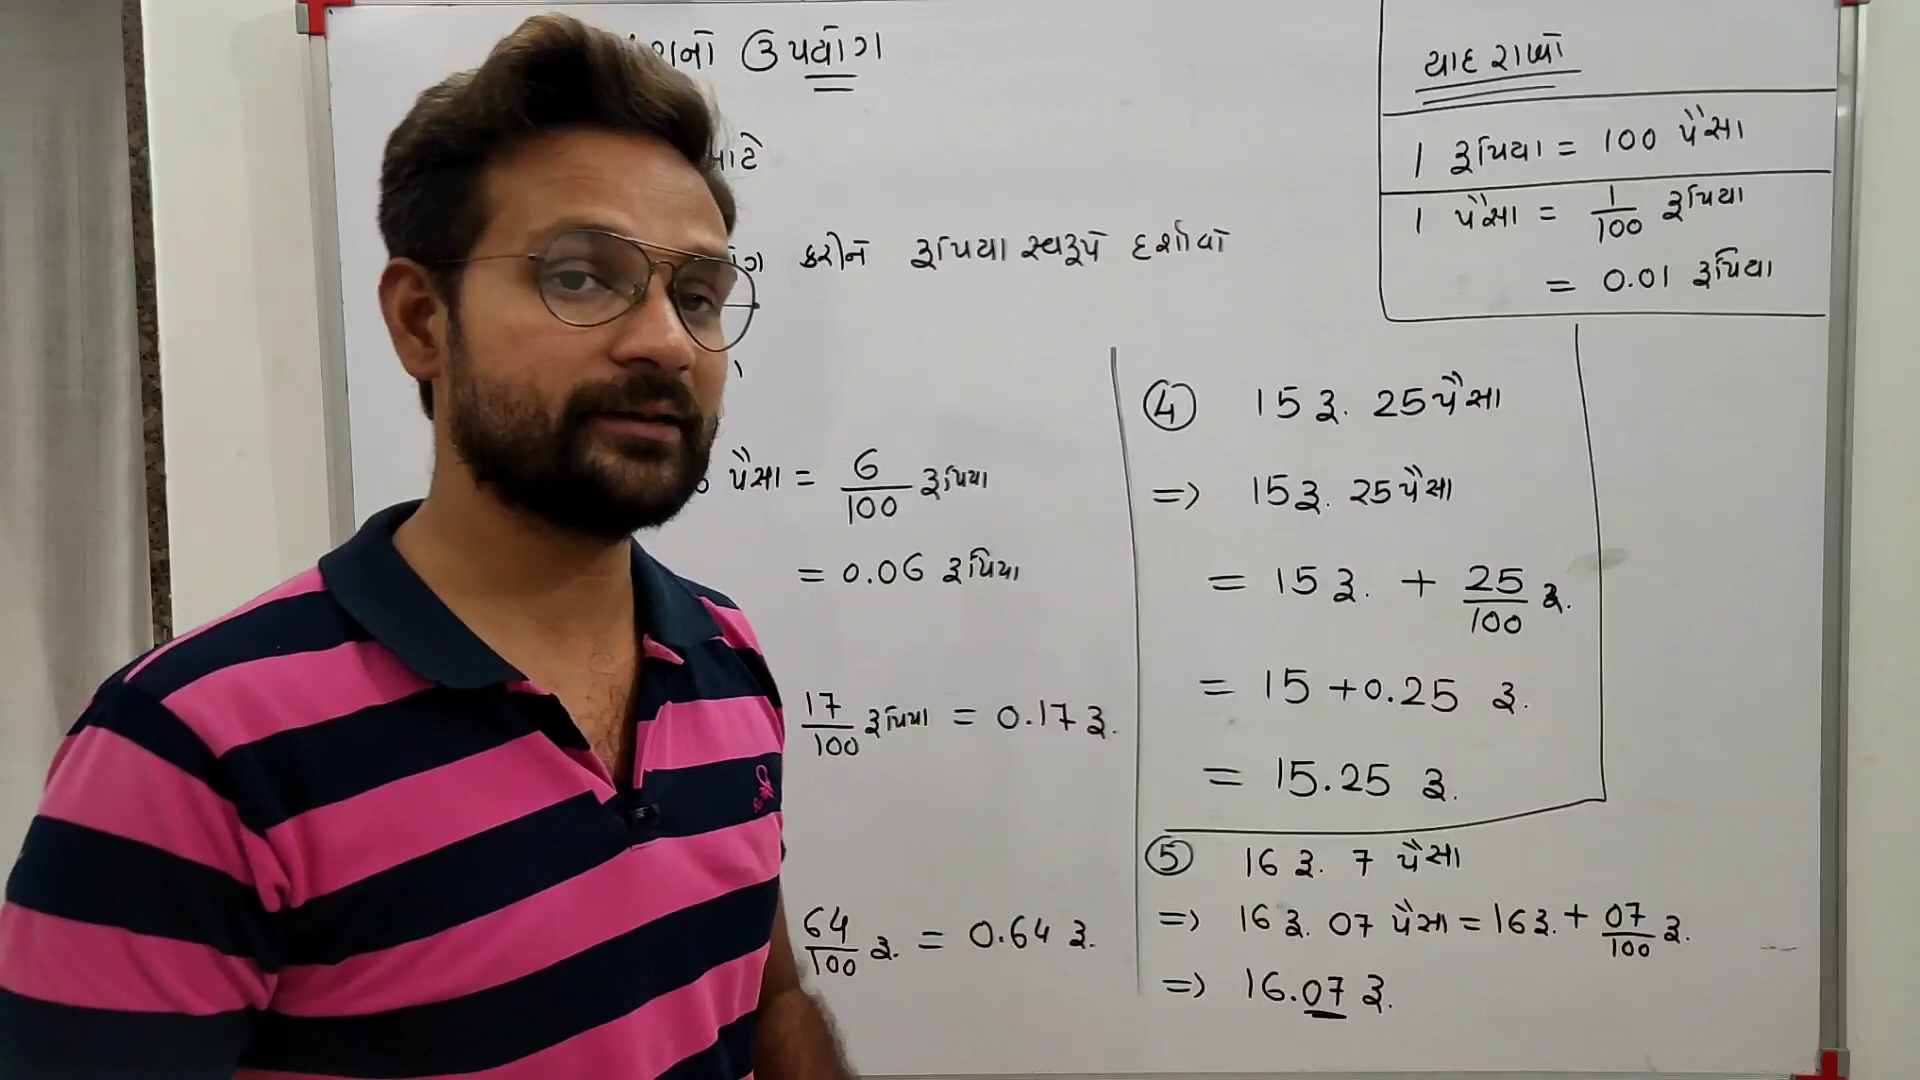 ઉપયોગ
માટે
કરીને રૂપિયા સ્વરૂપે દર્શાવો
યાદ રાખો
1 રૂપિયા = 100 પૈસા
1 પૈસા = 1/100 રૂપિયા
= 0.01 રૂપિયા
પૈસા = 6/100 રૂપિયા
= 0.06 રૂપિયા
17/100 રૂપિયા = 0.17 રૂ.
64/100 રૂ. = 0.64 રૂ.
④ 15 રૂ. 25 પૈસા
=> 15 રૂ. 25 પૈસા
= 15 રૂ. + 25/100 રૂ.
= 15 + 0.25 રૂ.
= 15.25 રૂ.
⑤ 16 રૂ. 7 પૈસા
=> 16 રૂ. 07 પૈસા = 16 રૂ. + 07/100 રૂ.
=> 16.07 રૂ.